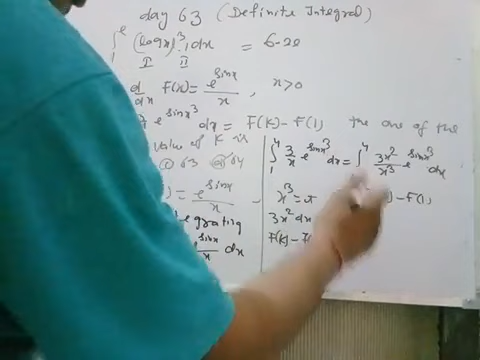 day 63 (Definite Integral)
∫₁ᵉ (logx)³.1dx = 6-2e
I II
d/dx F(x) = e^sinx/x , x>0
e^sinx³ dx = F(K) - F(1) the one of the
value of K is
① 63 ② 64
) = e^sinx/x
egrating
e^sinx/x dx
∫₁⁴ 3/x e^sinx³ dx = ∫₁⁴ 3x²/x³ e^sinx³ dx
x³ = x
) - F(1)
3x² dx
F(K) - F